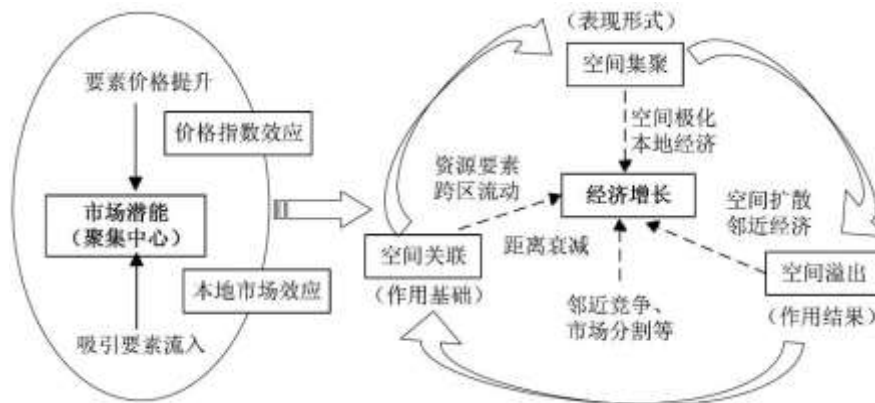 要素价格提升
价格指数效应
市场潜能
（聚集中心）
本地市场效应
吸引要素流入
（表现形式）
空间集聚
空间极化
本地经济
资源要素
跨区流动
经济增长
空间扩散
邻近经济
空间关联
（作用基础）
距离衰减
空间溢出
（作用结果）
邻近竞争、
市场分割等